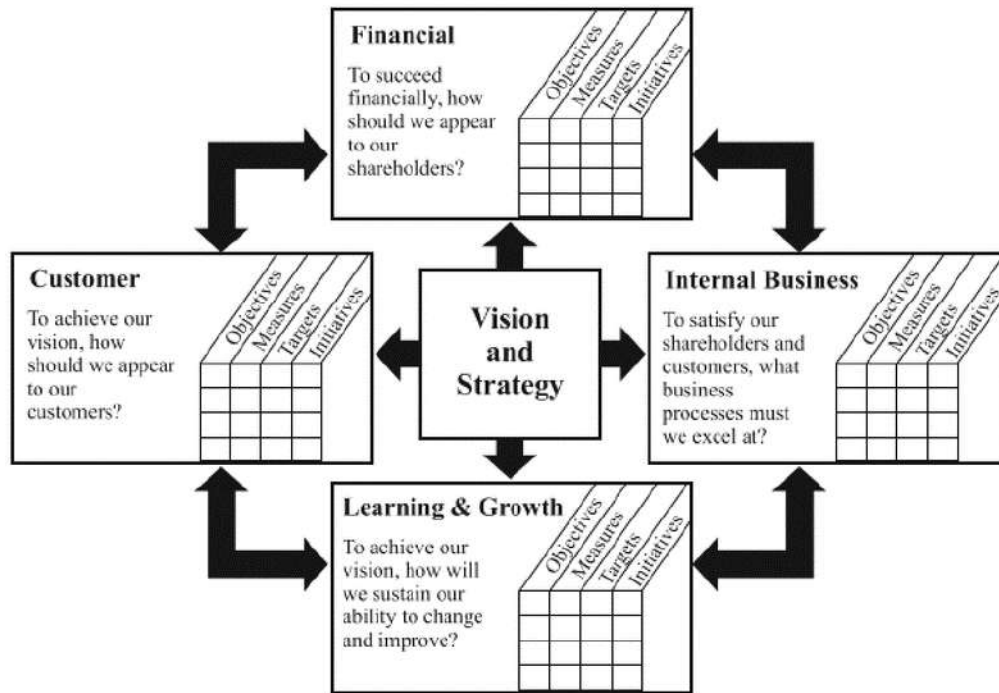 Financial
To succeed
financially, how
should we appear
to our
shareholders?
Objectives
Measures
Targets
Initiatives
Customer
To achieve our
vision, how
should we appear
to our
customers?
Objectives
Measures
Targets
Initiatives
Vision
and
Strategy
Internal Business
To satisfy our
shareholders and
customers, what
business
processes must
we excel at?
Objectives
Measures
Targets
Initiatives
Learning & Growth
To achieve our
vision, how will
we sustain our
ability to change
and improve?
Objectives
Measures
Targets
Initiatives